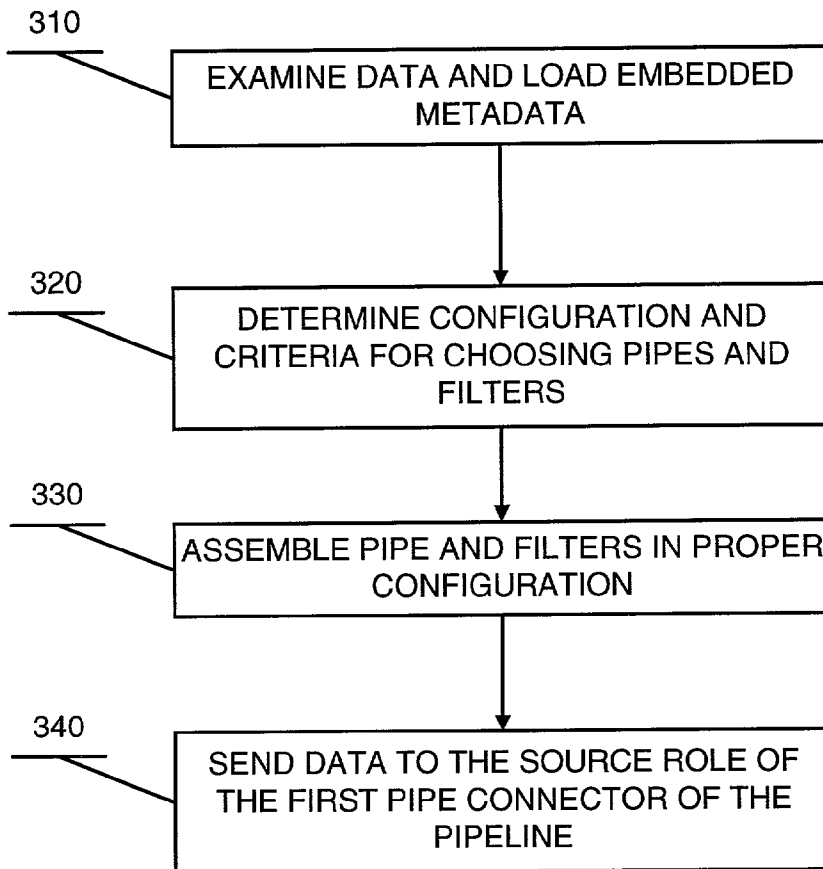 310
EXAMINE DATA AND LOAD EMBEDDED
METADATA
320
DETERMINE CONFIGURATION AND
CRITERIA FOR CHOOSING PIPES AND
FILTERS
330
ASSEMBLE PIPE AND FILTERS IN PROPER
CONFIGURATION
340
SEND DATA TO THE SOURCE ROLE OF
THE FIRST PIPE CONNECTOR OF THE
PIPELINE